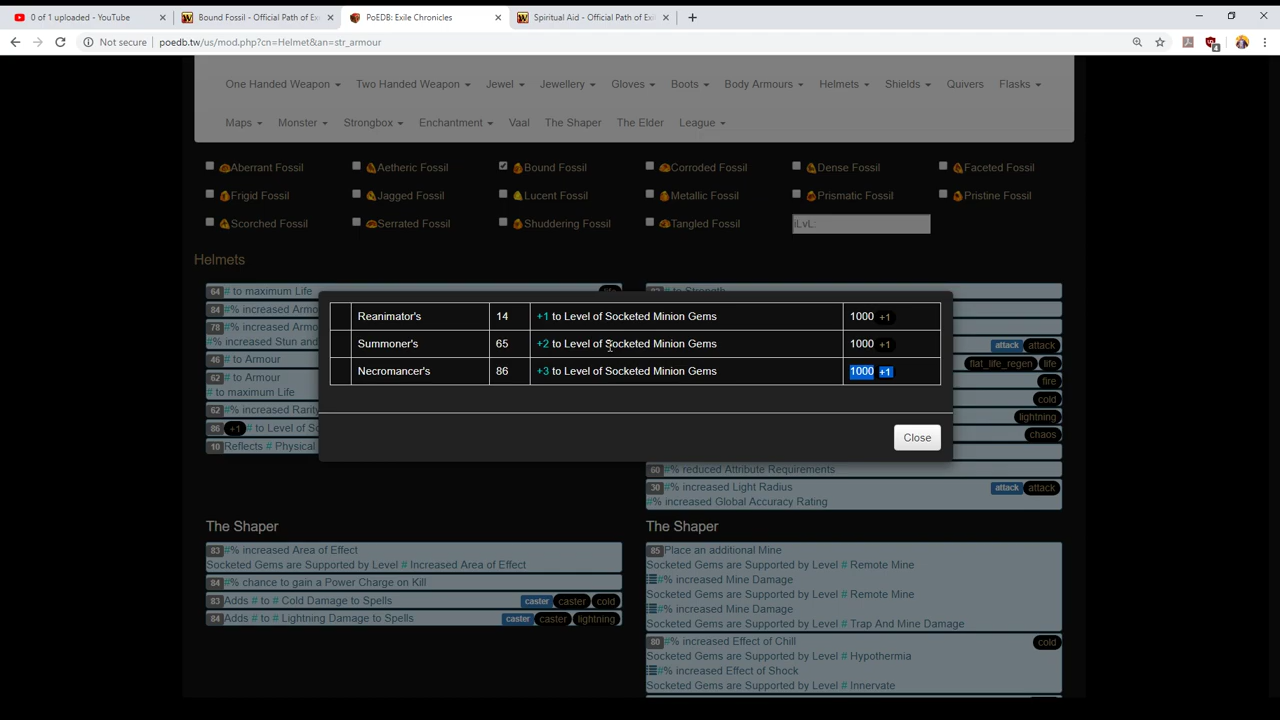 0 of 1 uploaded - YouTube
Bound Fossil - Official Path of Ex
PoEDB: Exile Chronicles
Spiritual Aid - Official Path of Ex
Not secure poedb.tw/us/mod.php?cn=Helmet&an=str_armour
One Handed Weapon Two Handed Weapon Jewel Jewellery Gloves Boots Body Armours Helmets Shields Quivers Flasks
Maps Monster Strongbox Enchantment Vaal The Shaper The Elder League
Aberrant Fossil Aetheric Fossil Bound Fossil Corroded Fossil Dense Fossil Faceted Fossil
Frigid Fossil Jagged Fossil Lucent Fossil Metallic Fossil Prismatic Fossil Pristine Fossil
Scorched Fossil Serrated Fossil Shuddering Fossil Tangled Fossil iLvL:
Helmets
64 # to maximum Life
84 #% increased Armo
78 #% increased Armo
#% increased Stun and
46 # to Armour
62 # to Armour
# to maximum Life
62 #% increased Rarity
86 +1 # to Level of So
10 Reflects # Physical
# to Strength
attack attack
flat_life_regen life
fire
cold
lightning
chaos
60 #% reduced Attribute Requirements
30 #% increased Light Radius attack attack
#% increased Global Accuracy Rating
Reanimator's 14 +1 to Level of Socketed Minion Gems 1000 +1
Summoner's 65 +2 to Level of Socketed Minion Gems 1000 +1
Necromancer's 86 +3 to Level of Socketed Minion Gems 1000 +1
Close
The Shaper
83 #% increased Area of Effect
Socketed Gems are Supported by Level # Increased Area of Effect
84 #% chance to gain a Power Charge on Kill
83 Adds # to # Cold Damage to Spells caster caster cold
84 Adds # to # Lightning Damage to Spells caster caster lightning
The Shaper
85 Place an additional Mine
Socketed Gems are Supported by Level # Remote Mine
#% increased Mine Damage
Socketed Gems are Supported by Level # Remote Mine
#% increased Mine Damage
Socketed Gems are Supported by Level # Trap And Mine Damage
80 #% increased Effect of Chill cold
Socketed Gems are Supported by Level # Hypothermia
#% increased Effect of Shock
Socketed Gems are Supported by Level # Innervate